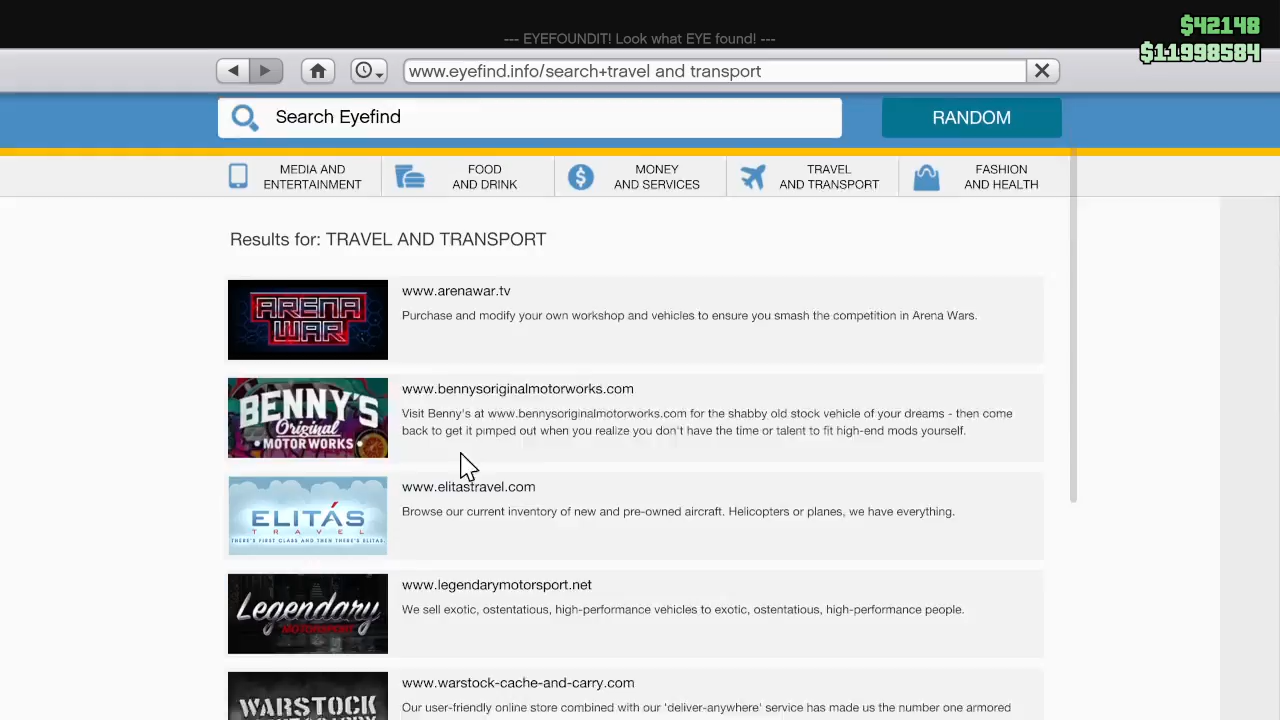 $42148
--- EYEFOUNDIT! Look what EYE found! ---
$11998584
www.eyefind.info/search+travel and transport
Search Eyefind
RANDOM
MEDIA AND
ENTERTAINMENT
FOOD
AND DRINK
MONEY
AND SERVICES
TRAVEL
AND TRANSPORT
FASHION
AND HEALTH
Results for: TRAVEL AND TRANSPORT
ARENA
WAR
www.arenawar.tv
Purchase and modify your own workshop and vehicles to ensure you smash the competition in Arena Wars.
BENNY'S
Original
MOTOR WORKS
www.bennysoriginalmotorworks.com
Visit Benny's at www.bennysoriginalmotorworks.com for the shabby old stock vehicle of your dreams - then come
back to get it pimped out when you realize you don't have the time or talent to fit high-end mods yourself.
ELITÁS
TRAVEL
THERE'S FIRST CLASS AND THEN THERE'S ELITAS.
www.elitastravel.com
Browse our current inventory of new and pre-owned aircraft. Helicopters or planes, we have everything.
Legendary
MOTORSPORT
www.legendarymotorsport.net
We sell exotic, ostentatious, high-performance vehicles to exotic, ostentatious, high-performance people.
WARSTOCK
www.warstock-cache-and-carry.com
Our user-friendly online store combined with our 'deliver-anywhere' service has made us the number one armored